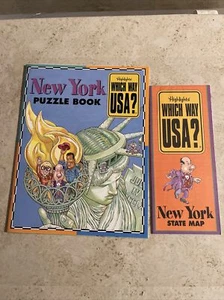 New York
PUZZLE BOOK
Highlights
WHICH WAY
USA?
Highlights
WHICH WAY
USA?
New York
STATE MAP